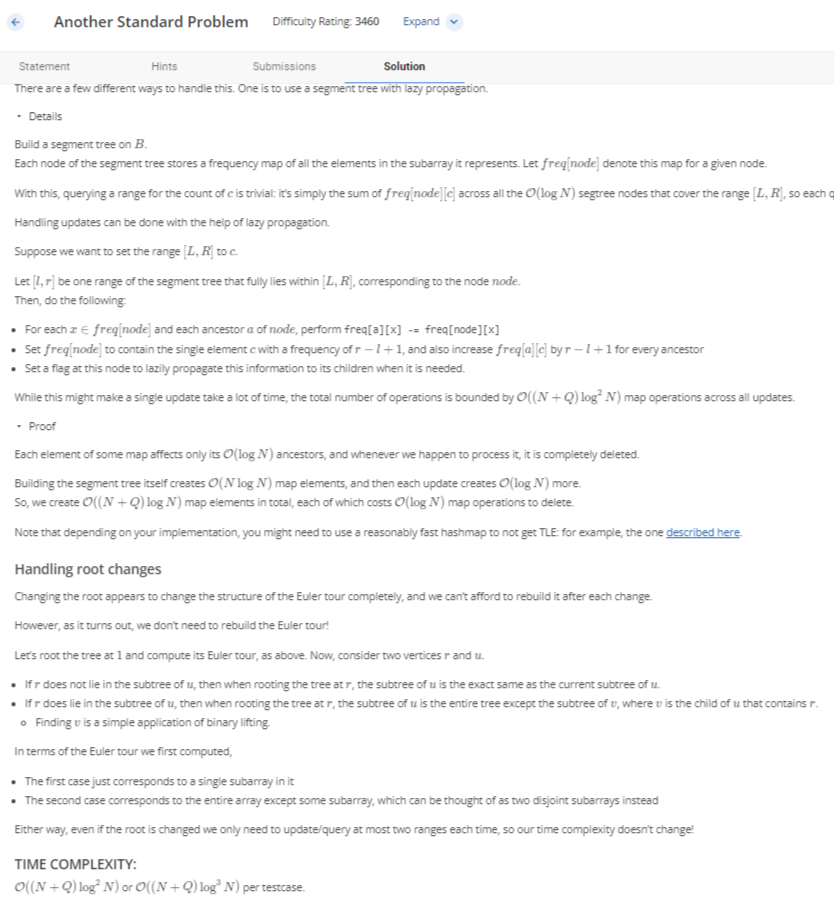 Another Standard Problem Difficulty Rating: 3460 Expand
Statement Hints Submissions Solution
There are a few different ways to handle this. One is to use a segment tree with lazy propagation.
Details
Build a segment tree on B.
Each node of the segment tree stores a frequency map of all the elements in the subarray it represents. Let freq[node] denote this map for a given node.
With this, querying a range for the count of c is trivial: it's simply the sum of freq[node][c] across all the O(log N) segtree nodes that cover the range [L, R], so each q
Handling updates can be done with the help of lazy propagation.
Suppose we want to set the range [L, R] to c.
Let [l, r] be one range of the segment tree that fully lies within [L, R], corresponding to the node node.
Then, do the following:
• For each x ∈ freq[node] and each ancestor a of node, perform freq[a][x] -= freq[node][x]
• Set freq[node] to contain the single element c with a frequency of r − l + 1, and also increase freq[a][c] by r − l + 1 for every ancestor
• Set a flag at this node to lazily propagate this information to its children when it is needed.
While this might make a single update take a lot of time, the total number of operations is bounded by O((N + Q) log² N) map operations across all updates.
Proof
Each element of some map affects only its O(log N) ancestors, and whenever we happen to process it, it is completely deleted.
Building the segment tree itself creates O(N log N) map elements, and then each update creates O(log N) more.
So, we create O((N + Q) log N) map elements in total, each of which costs O(log N) map operations to delete.
Note that depending on your implementation, you might need to use a reasonably fast hashmap to not get TLE: for example, the one described here.
Handling root changes
Changing the root appears to change the structure of the Euler tour completely, and we can't afford to rebuild it after each change.
However, as it turns out, we don't need to rebuild the Euler tour!
Let's root the tree at 1 and compute its Euler tour, as above. Now, consider two vertices r and u.
• If r does not lie in the subtree of u, then when rooting the tree at r, the subtree of u is the exact same as the current subtree of u.
• If r does lie in the subtree of u, then when rooting the tree at r, the subtree of u is the entire tree except the subtree of v, where v is the child of u that contains r.
○ Finding v is a simple application of binary lifting.
In terms of the Euler tour we first computed,
• The first case just corresponds to a single subarray in it
• The second case corresponds to the entire array except some subarray, which can be thought of as two disjoint subarrays instead
Either way, even if the root is changed we only need to update/query at most two ranges each time, so our time complexity doesn't change!
TIME COMPLEXITY:
O((N + Q) log² N) or O((N + Q) log³ N) per testcase.